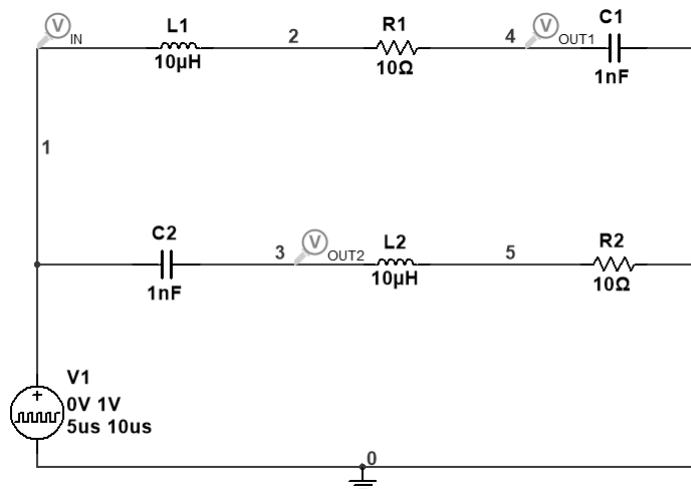 V IN
L1
10µH
2
R1
10Ω
4
V OUT1
C1
1nF
1
C2
1nF
3
V OUT2
L2
10µH
5
R2
10Ω
V1
0V 1V
5us 10us
0